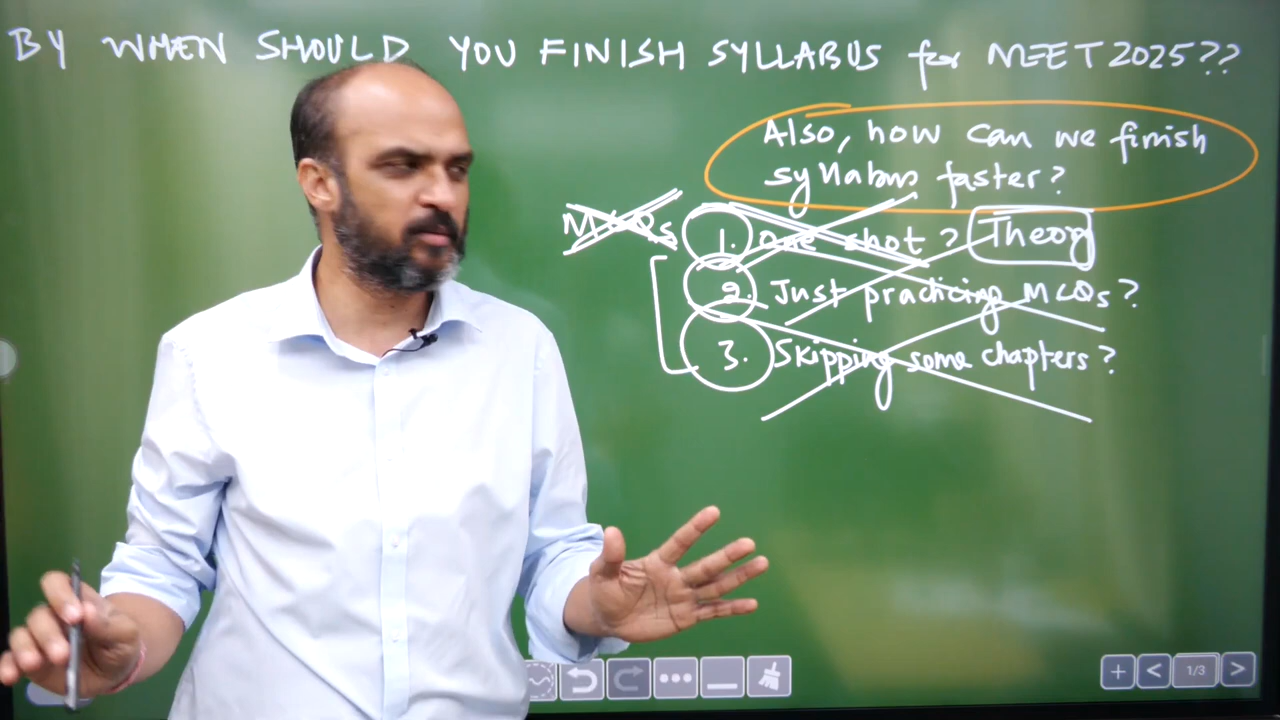 BY WHEN SHOULD YOU FINISH SYLLABUS for NEET 2025??
Also, how can we finish
syllabus faster?
MCQs
1. One shot? Theory
2. Just practicing MCQs?
3. Skipping some chapters?
1/3